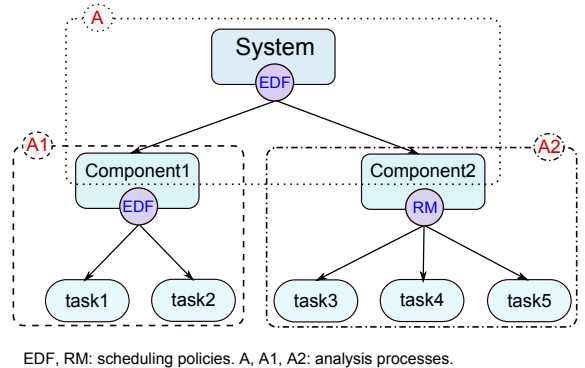 A
System
EDF
A1
A2
Component1
Component2
EDF
RM
task1
task2
task3
task4
task5
EDF, RM: scheduling policies. A, A1, A2: analysis processes.